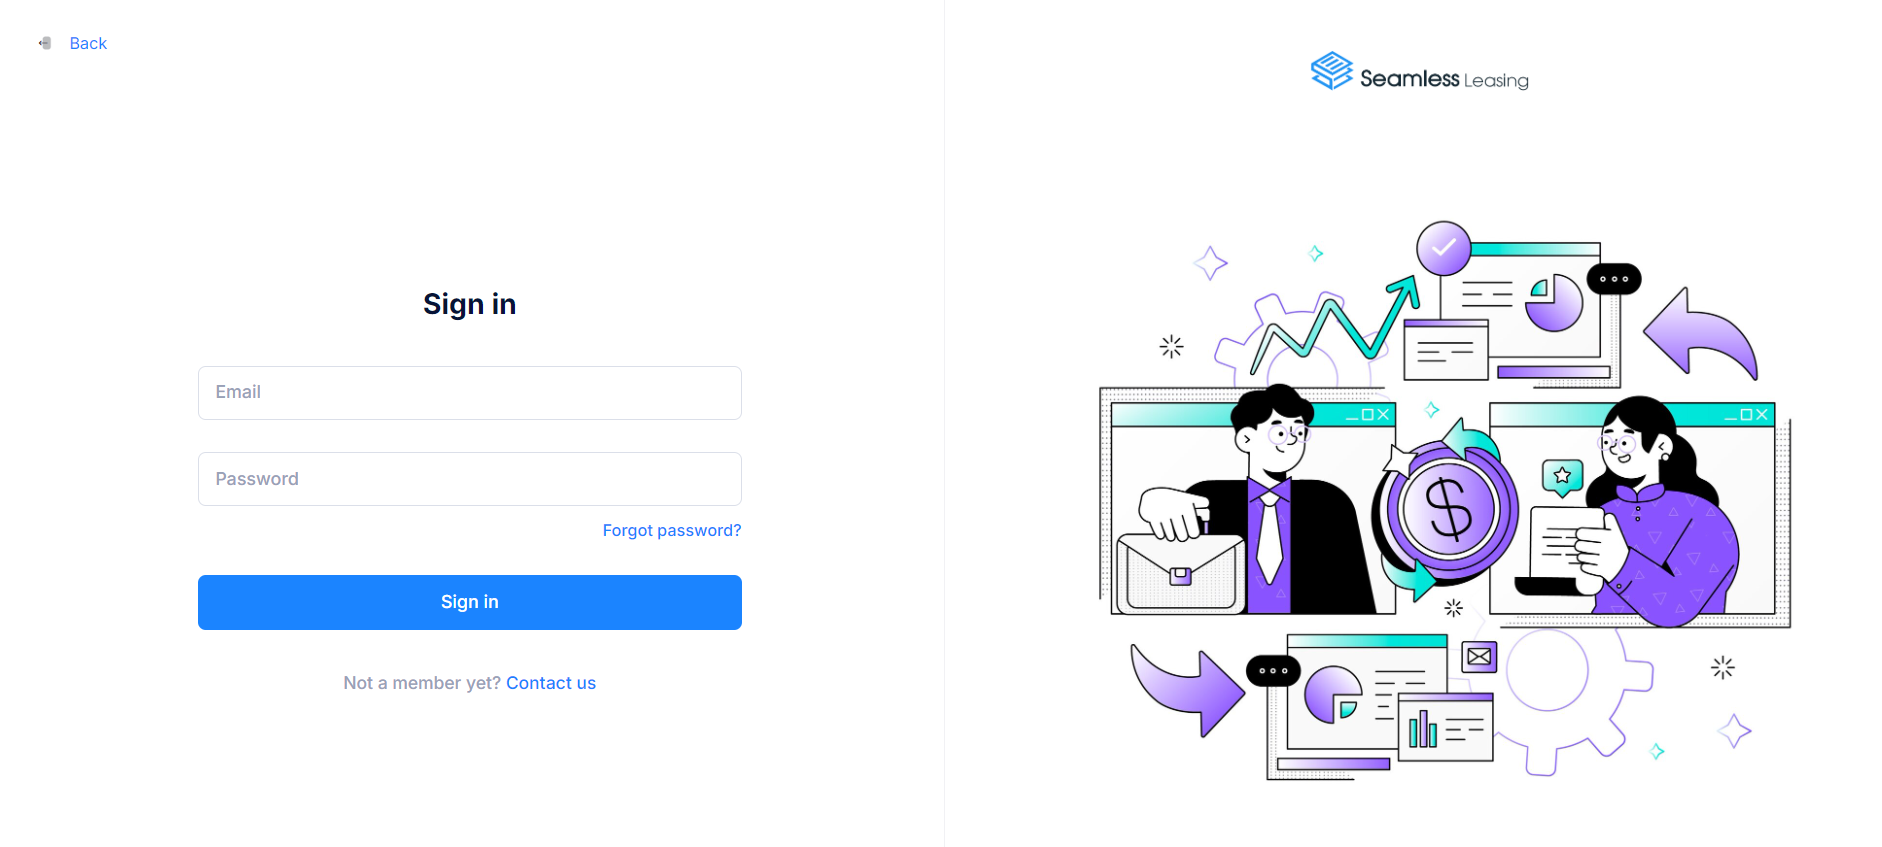 Back
Seamless Leasing
Sign in
Email
Password
Forgot password?
Sign in
Not a member yet? Contact us
$